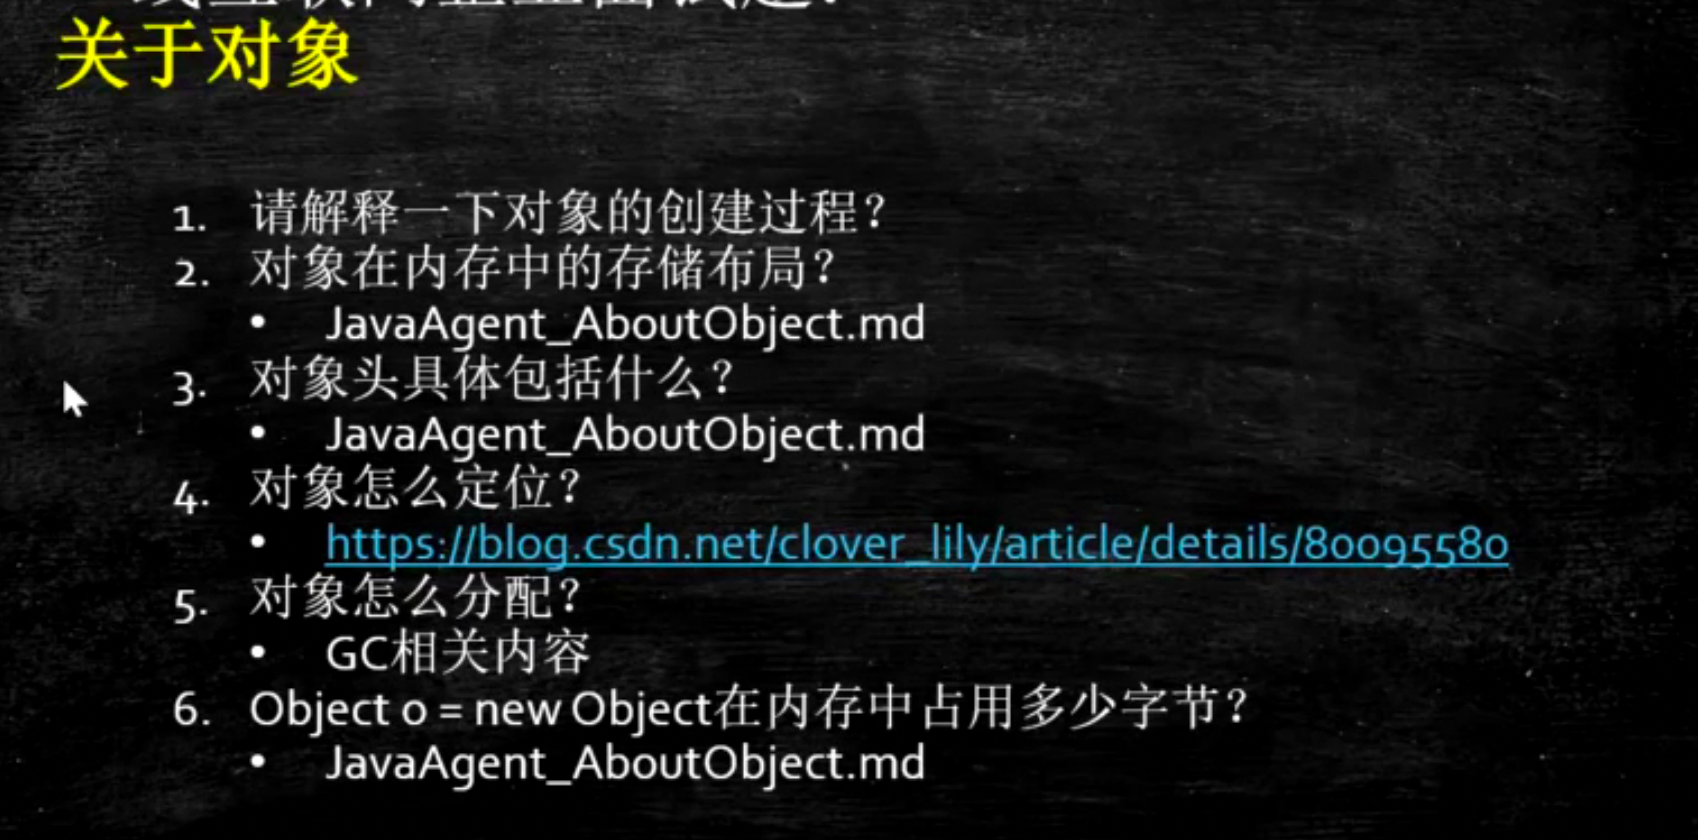 关于对象
1. 请解释一下对象的创建过程？
2. 对象在内存中的存储布局？
• JavaAgent_AboutObject.md
3. 对象头具体包括什么？
• JavaAgent_AboutObject.md
4. 对象怎么定位？
• https://blog.csdn.net/clover_lily/article/details/80095580
5. 对象怎么分配？
• GC相关内容
6. Object o = new Object在内存中占用多少字节？
• JavaAgent_AboutObject.md